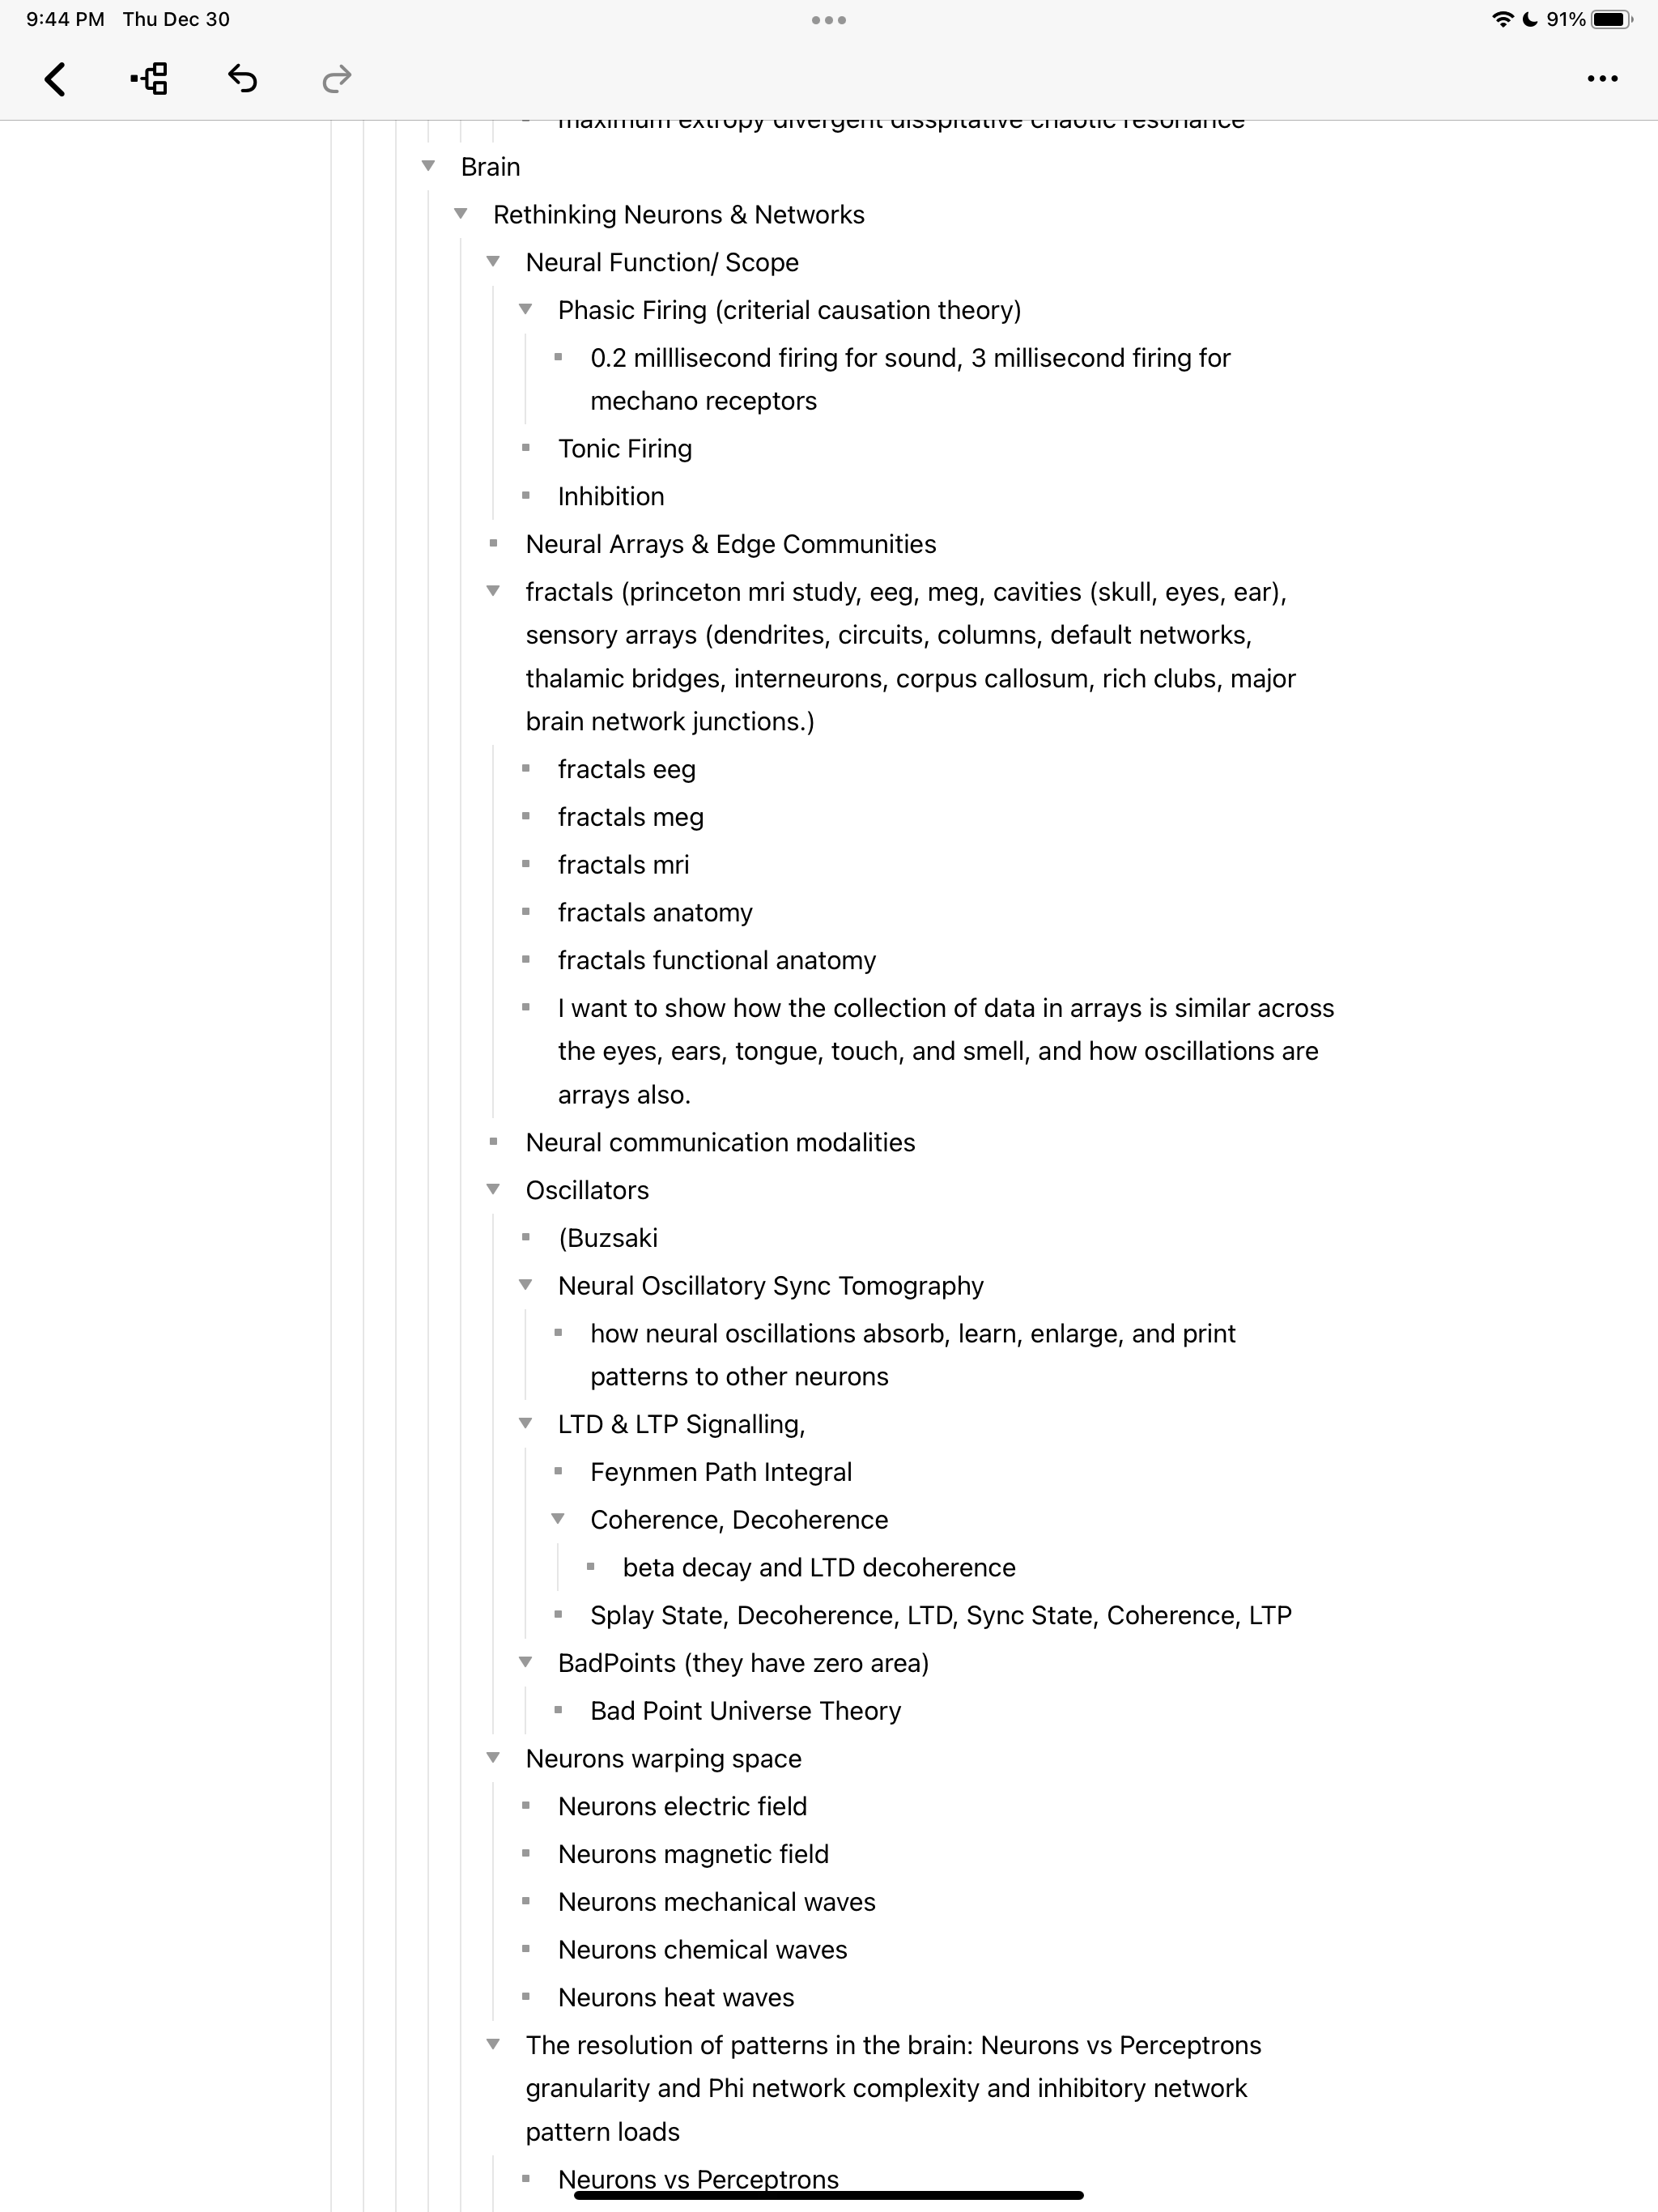 9:44 PM Thu Dec 30
91%
maximum extropy divergent disspitative chaotic resonance
Brain
Rethinking Neurons & Networks
Neural Function/ Scope
Phasic Firing (criterial causation theory)
0.2 milllisecond firing for sound, 3 millisecond firing for
mechano receptors
Tonic Firing
Inhibition
Neural Arrays & Edge Communities
fractals (princeton mri study, eeg, meg, cavities (skull, eyes, ear),
sensory arrays (dendrites, circuits, columns, default networks,
thalamic bridges, interneurons, corpus callosum, rich clubs, major
brain network junctions.)
fractals eeg
fractals meg
fractals mri
fractals anatomy
fractals functional anatomy
I want to show how the collection of data in arrays is similar across
the eyes, ears, tongue, touch, and smell, and how oscillations are
arrays also.
Neural communication modalities
Oscillators
(Buzsaki
Neural Oscillatory Sync Tomography
how neural oscillations absorb, learn, enlarge, and print
patterns to other neurons
LTD & LTP Signalling,
Feynmen Path Integral
Coherence, Decoherence
beta decay and LTD decoherence
Splay State, Decoherence, LTD, Sync State, Coherence, LTP
BadPoints (they have zero area)
Bad Point Universe Theory
Neurons warping space
Neurons electric field
Neurons magnetic field
Neurons mechanical waves
Neurons chemical waves
Neurons heat waves
The resolution of patterns in the brain: Neurons vs Perceptrons
granularity and Phi network complexity and inhibitory network
pattern loads
Neurons vs Perceptrons